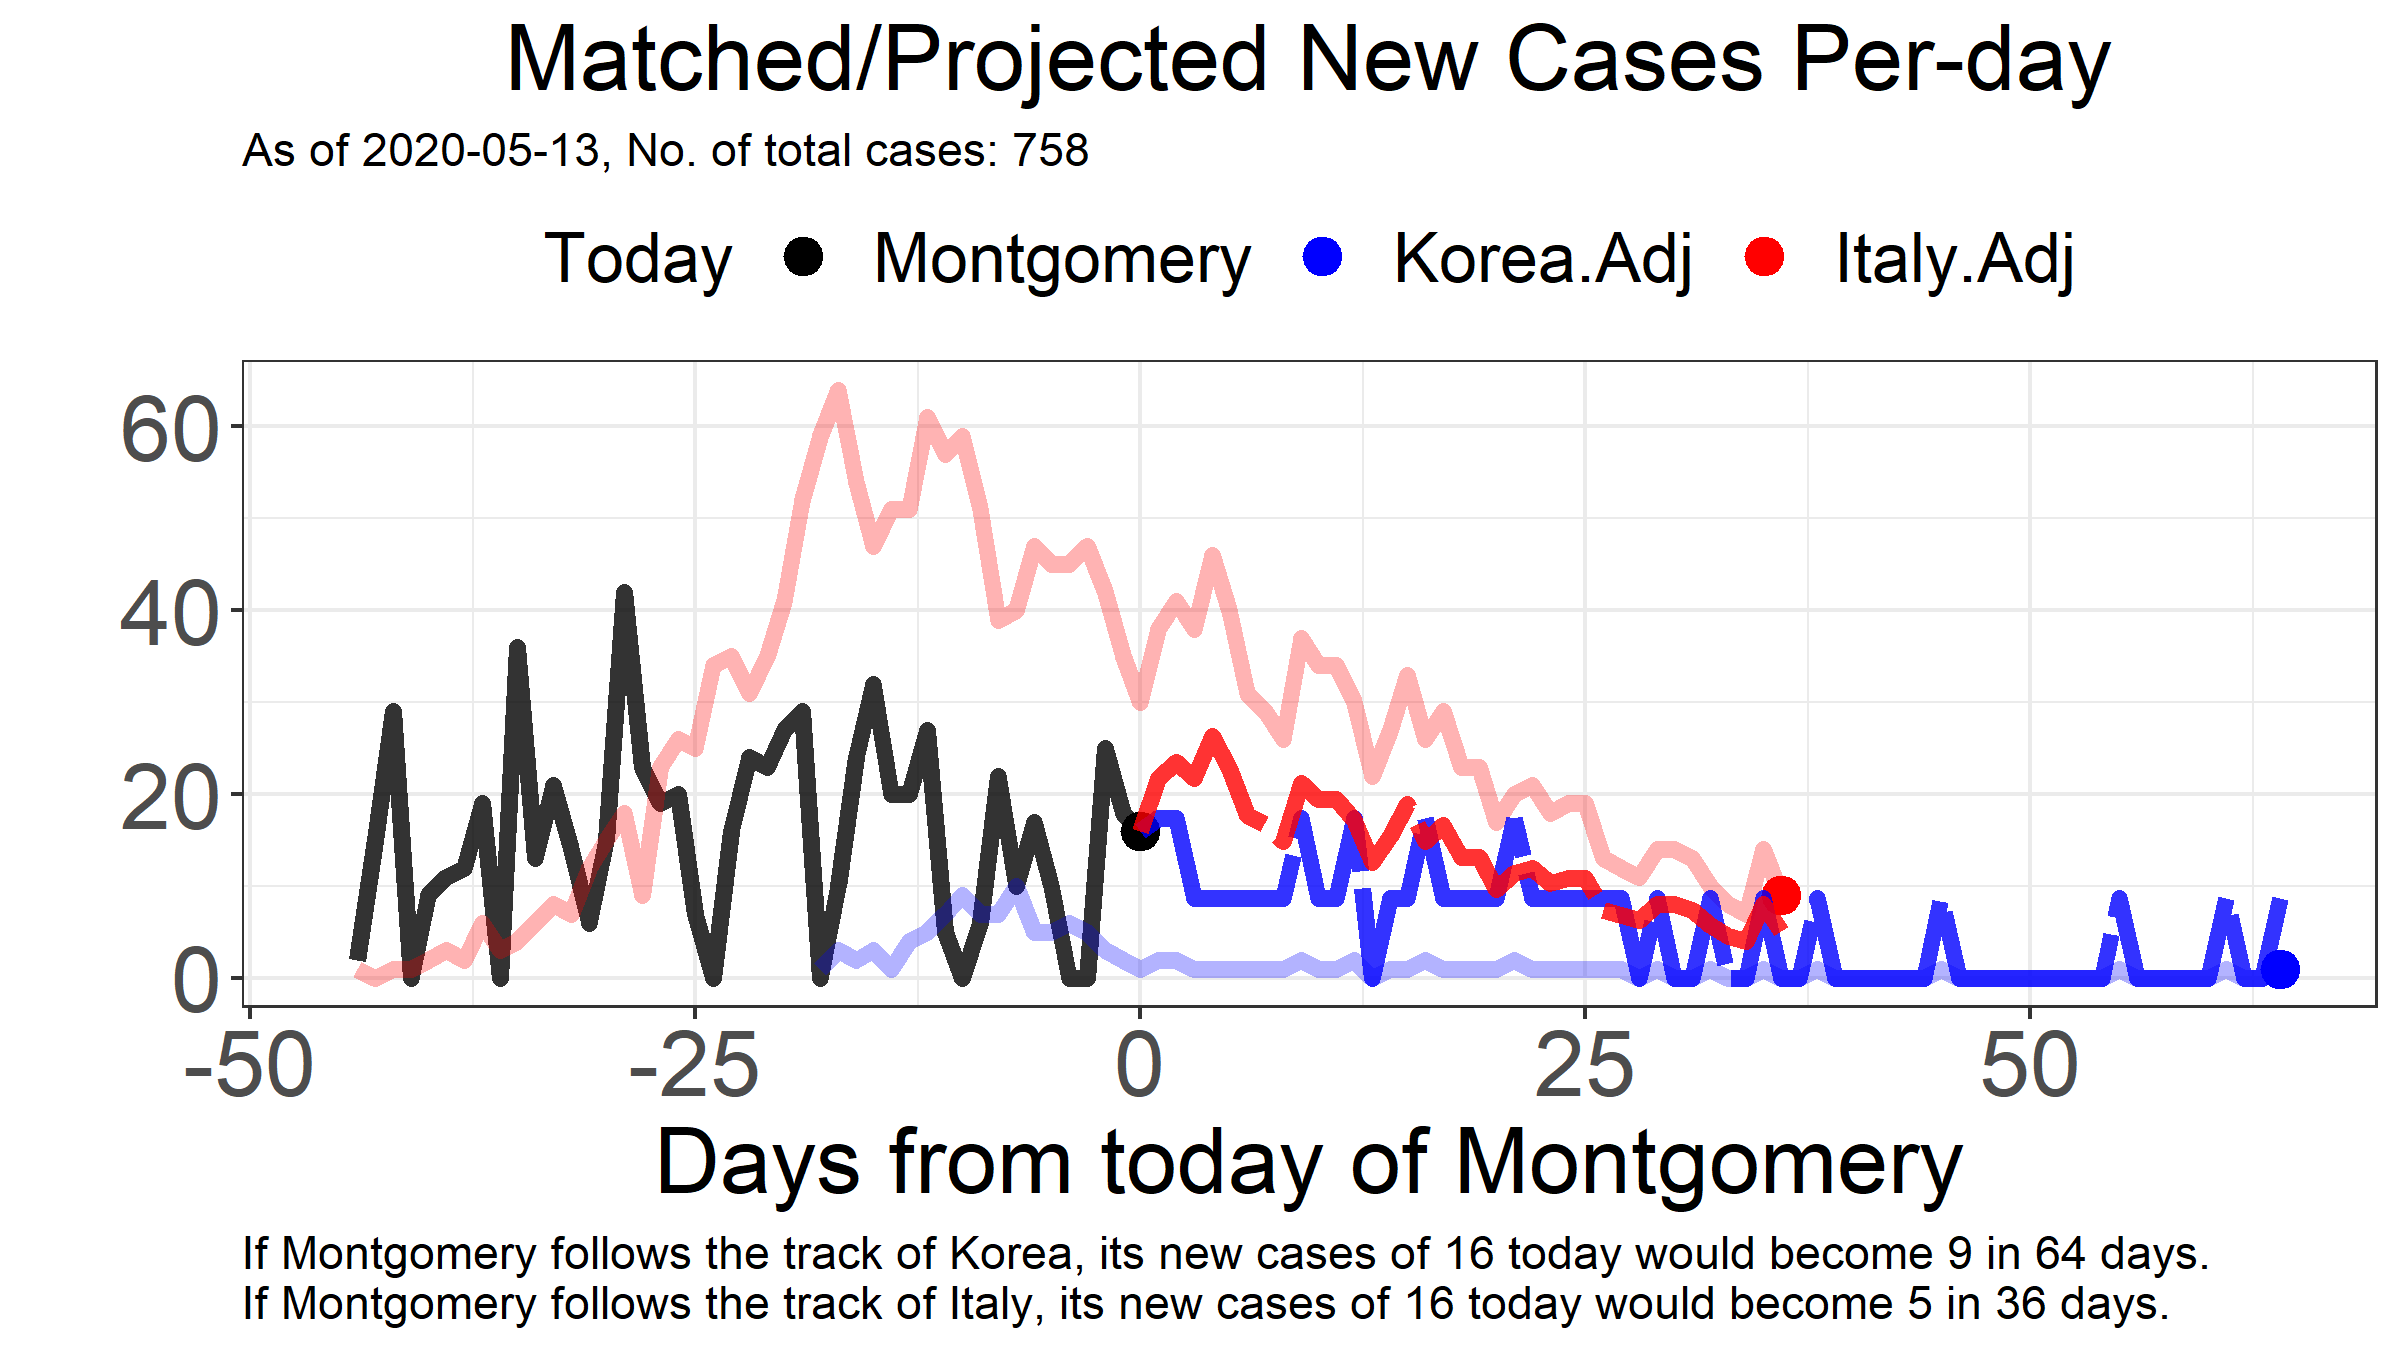 Matched/Projected New Cases Per-day
As of 2020-05-13, No. of total cases: 758
Today Montgomery Korea.Adj Italy.Adj
60
40
20
0
-50 -25 0 25 50
Days from today of Montgomery
If Montgomery follows the track of Korea, its new cases of 16 today would become 9 in 64 days.
If Montgomery follows the track of Italy, its new cases of 16 today would become 5 in 36 days.